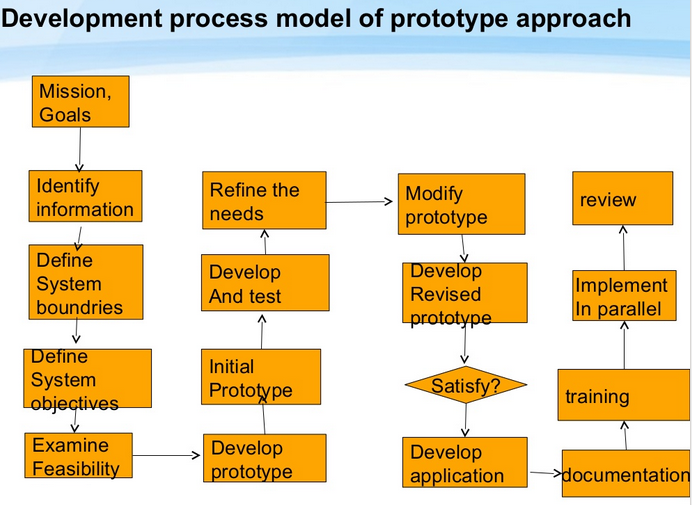 Development process model of prototype approach
Mission,
Goals
Identify
information
Define
System
boundries
Define
System
objectives
Examine
Feasibility
Develop
prototype
Initial
Prototype
Develop
And test
Refine the
needs
Modify
prototype
Develop
Revised
prototype
Satisfy?
Develop
application
documentation
training
Implement
In parallel
review